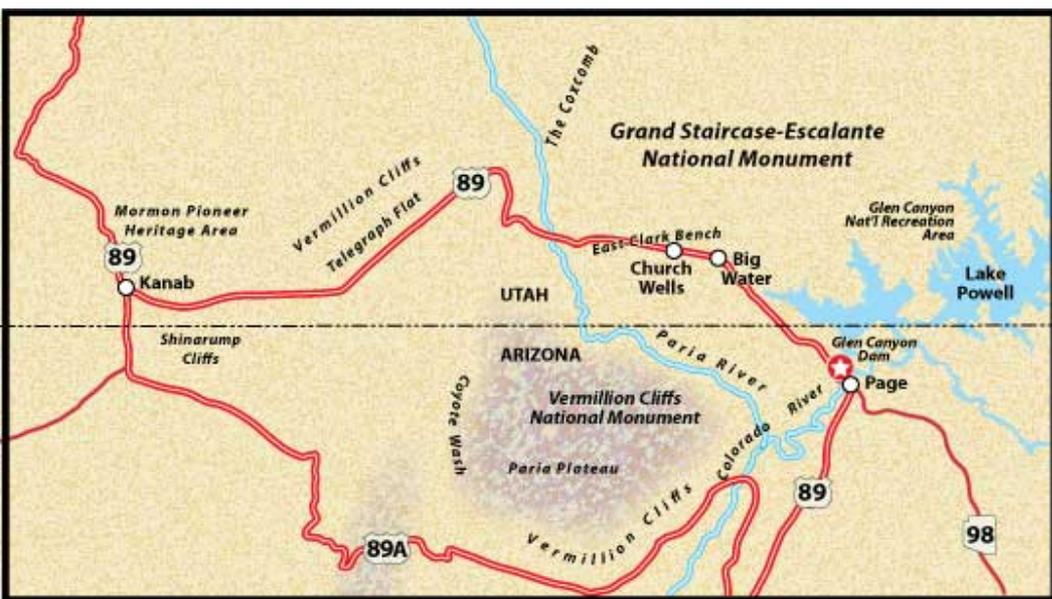 The Coxcomb
Grand Staircase-Escalante
National Monument
Vermillion Cliffs
Telegraph Flat
89
Mormon Pioneer
Heritage Area
89
Kanab
Glen Canyon
Nat'l Recreation
Area
East Clark Bench
Church
Wells
Big
Water
Lake
Powell
UTAH
Shinarump
Cliffs
ARIZONA
Paria River
Glen Canyon
Dam
Page
Coyote Wash
Vermillion Cliffs
National Monument
Colorado River
Paria Plateau
Vermillion Cliffs
89
89A
98